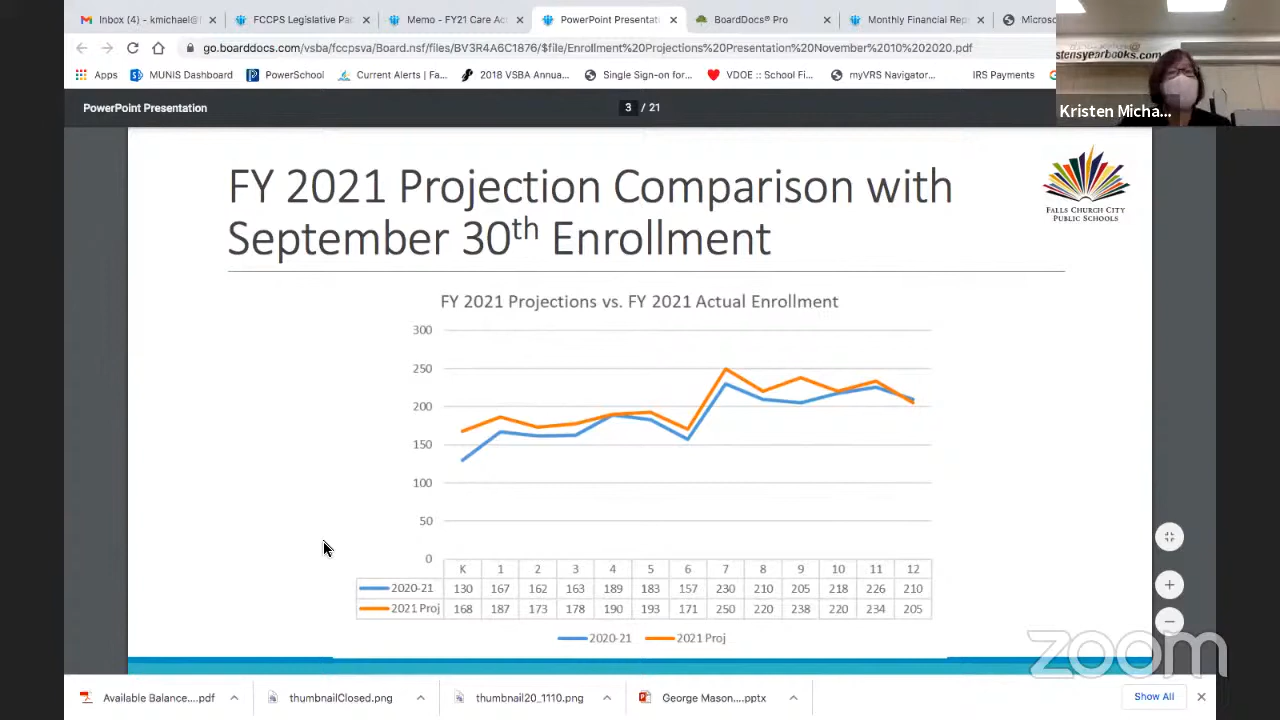 Inbox (4) - kmichael@f
FCCPS Legislative Pa
Memo - FY21 Care Ac
PowerPoint Presentati
BoardDocs® Pro
Monthly Financial Rep
Microso
go.boarddocs.com/vsba/fccpsva/Board.nsf/files/BV3R4A6C1876/$file/Enrollment%20Projections%20Presentation%20November%2010%202020.pdf
Apps
MUNIS Dashboard
PowerSchool
Current Alerts | Fa...
2018 VSBA Annua...
Single Sign-on for...
VDOE :: School Fi...
myVRS Navigator...
IRS Payments
stensyearbooks.com
Kristen Micha...
PowerPoint Presentation
3 / 21
FY 2021 Projection Comparison with
September 30th Enrollment
FALLS CHURCH CITY
PUBLIC SCHOOLS
FY 2021 Projections vs. FY 2021 Actual Enrollment
300
250
200
150
100
50
0
K 1 2 3 4 5 6 7 8 9 10 11 12
2020-21 130 167 162 163 189 183 157 230 210 205 218 226 210
2021 Proj 168 187 173 178 190 193 171 250 220 238 220 234 205
2020-21 2021 Proj
zoom
Available Balance....pdf
thumbnailClosed.png
thumbnail20_1110.png
George Mason....pptx
Show All